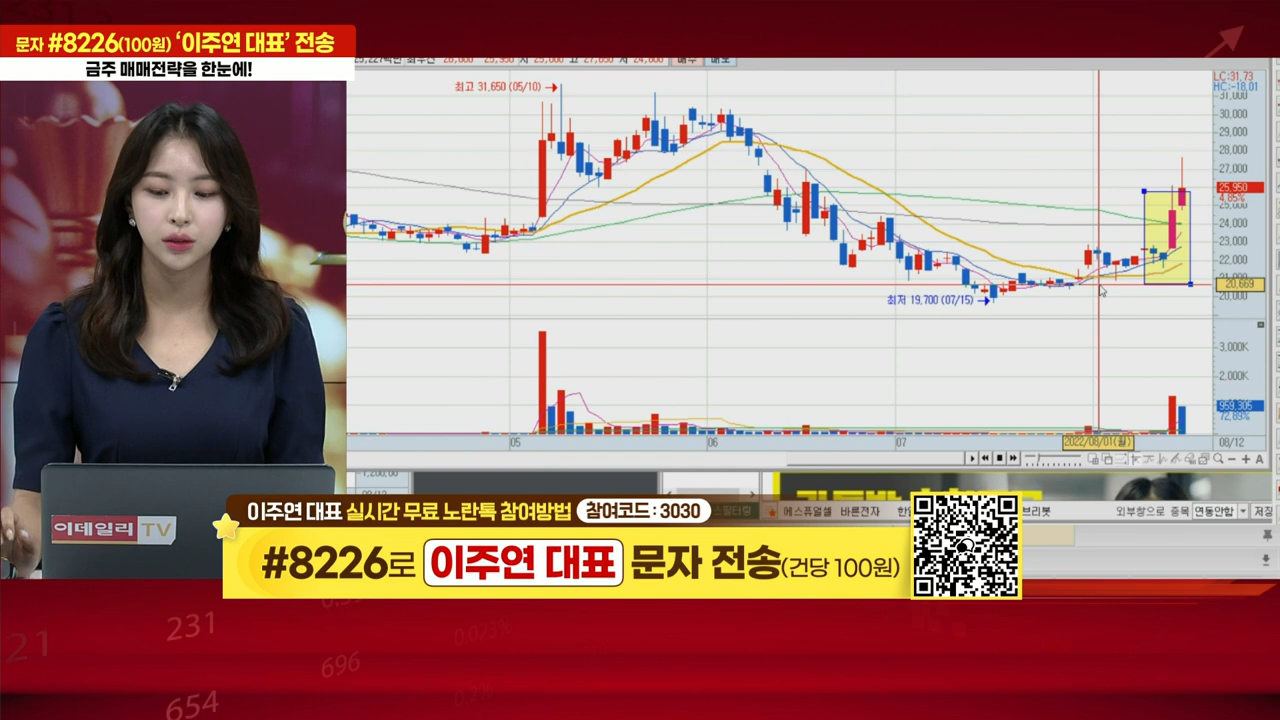 문자 #8226(100원) ‘이주연 대표’ 전송
금주 매매전략을 한눈에!
LC:31.73
HC:-18.01
최고 31,650 (05/10)
31,000
30,000
29,000
28,000
27,000
25,950
4.85%
25,000
24,000
23,000
22,000
21,000
20,669
20,000
최저 19,700 (07/15)
3,000K
2,000K
959,305
72.89%
05
06
07
2022/08/01(월)
08/12
이데일리 TV
이주연 대표 실시간 무료 노란톡 참여방법 참여코드:3030
에스퓨얼셀 바른전자
외부창으로 종목 연동안함 저장
#8226로 이주연 대표 문자 전송(건당 100원)
21
231
696
654
0.023%